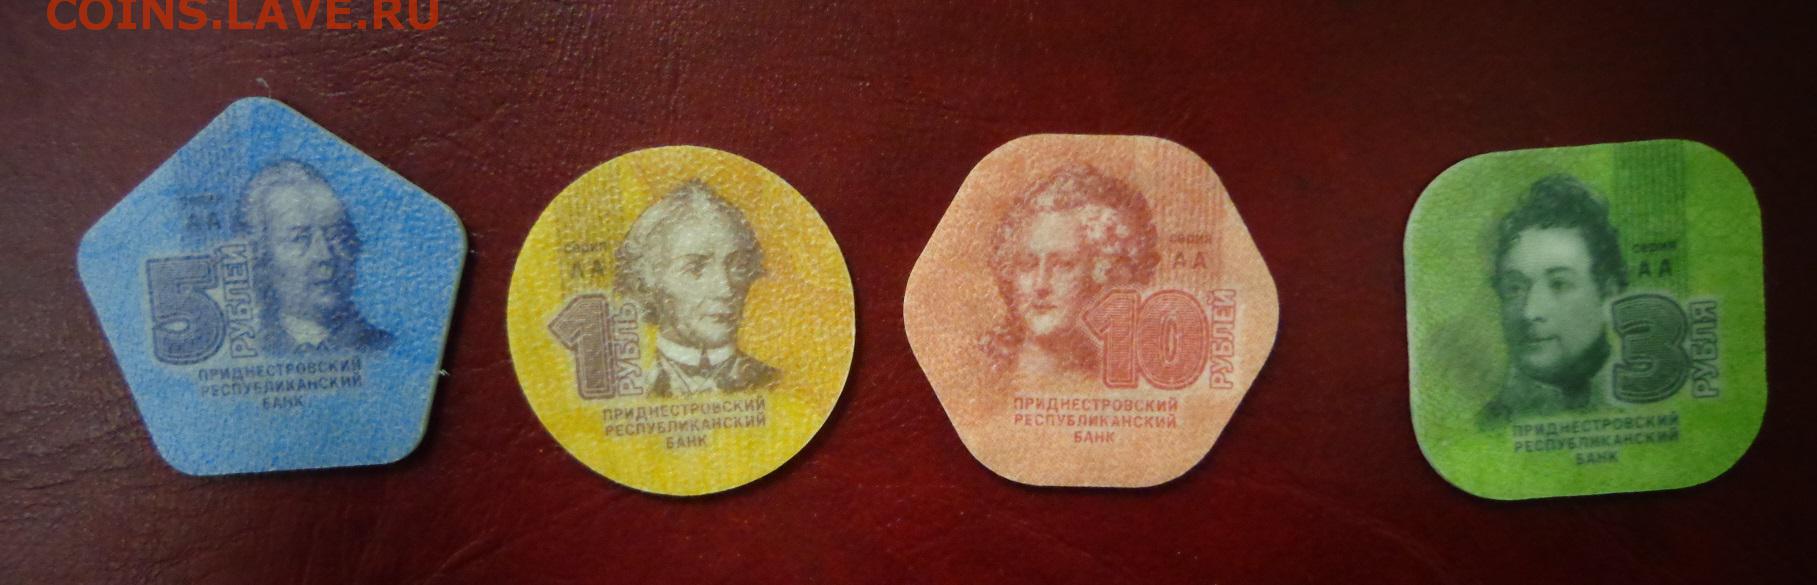 COINS.LAVE.RU
АА
5
РУБЛЕЙ
ПРИДНЕСТРОВСКИЙ
РЕСПУБЛИКАНСКИЙ
БАНК
серия
АА
1
РУБЛЬ
ПРИДНЕСТРОВСКИЙ
РЕСПУБЛИКАНСКИЙ
БАНК
серия
АА
10
РУБЛЕЙ
ПРИДНЕСТРОВСКИЙ
РЕСПУБЛИКАНСКИЙ
БАНК
серия
АА
3
РУБЛЯ
ПРИДНЕСТРОВСКИЙ
РЕСПУБЛИКАНСКИЙ
БАНК